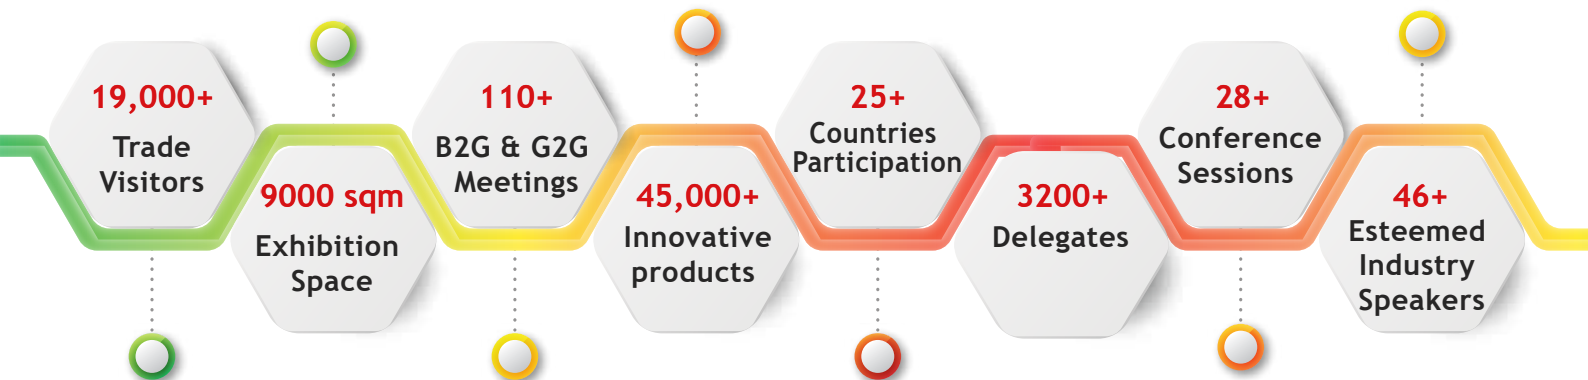 19,000+
Trade
Visitors
9000 sqm
Exhibition
Space
110+
B2G & G2G
Meetings
45,000+
Innovative
products
25+
Countries
Participation
3200+
Delegates
28+
Conference
Sessions
46+
Esteemed
Industry
Speakers